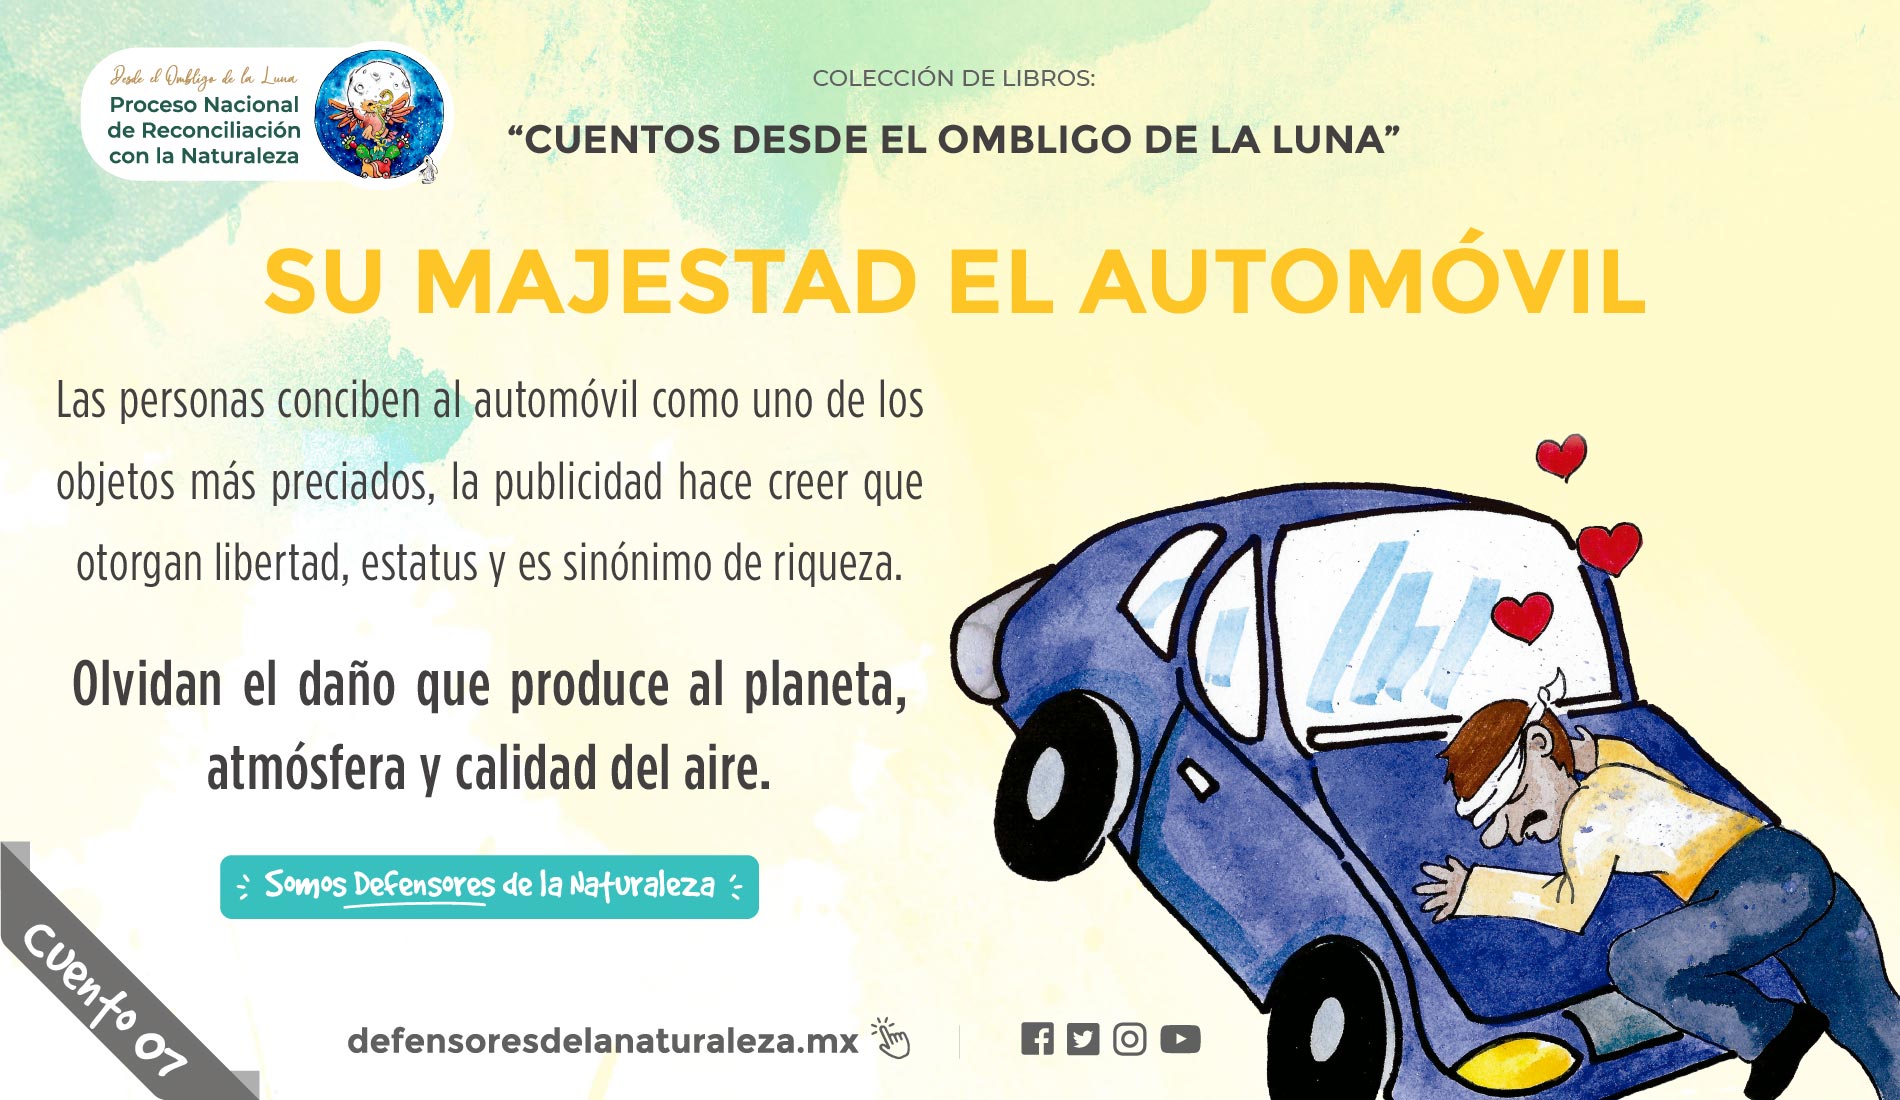 Desde el Ombligo de la Luna
Proceso Nacional
de Reconciliación
con la Naturaleza
COLECCIÓN DE LIBROS:
“CUENTOS DESDE EL OMBLIGO DE LA LUNA”
SU MAJESTAD EL AUTOMÓVIL
Las personas conciben al automóvil como uno de los
objetos más preciados, la publicidad hace creer que
otorgan libertad, estatus y es sinónimo de riqueza.
Olvidan el daño que produce al planeta,
atmósfera y calidad del aire.
Somos Defensores de la Naturaleza
Cuento 07
defensoresdelanaturaleza.mx